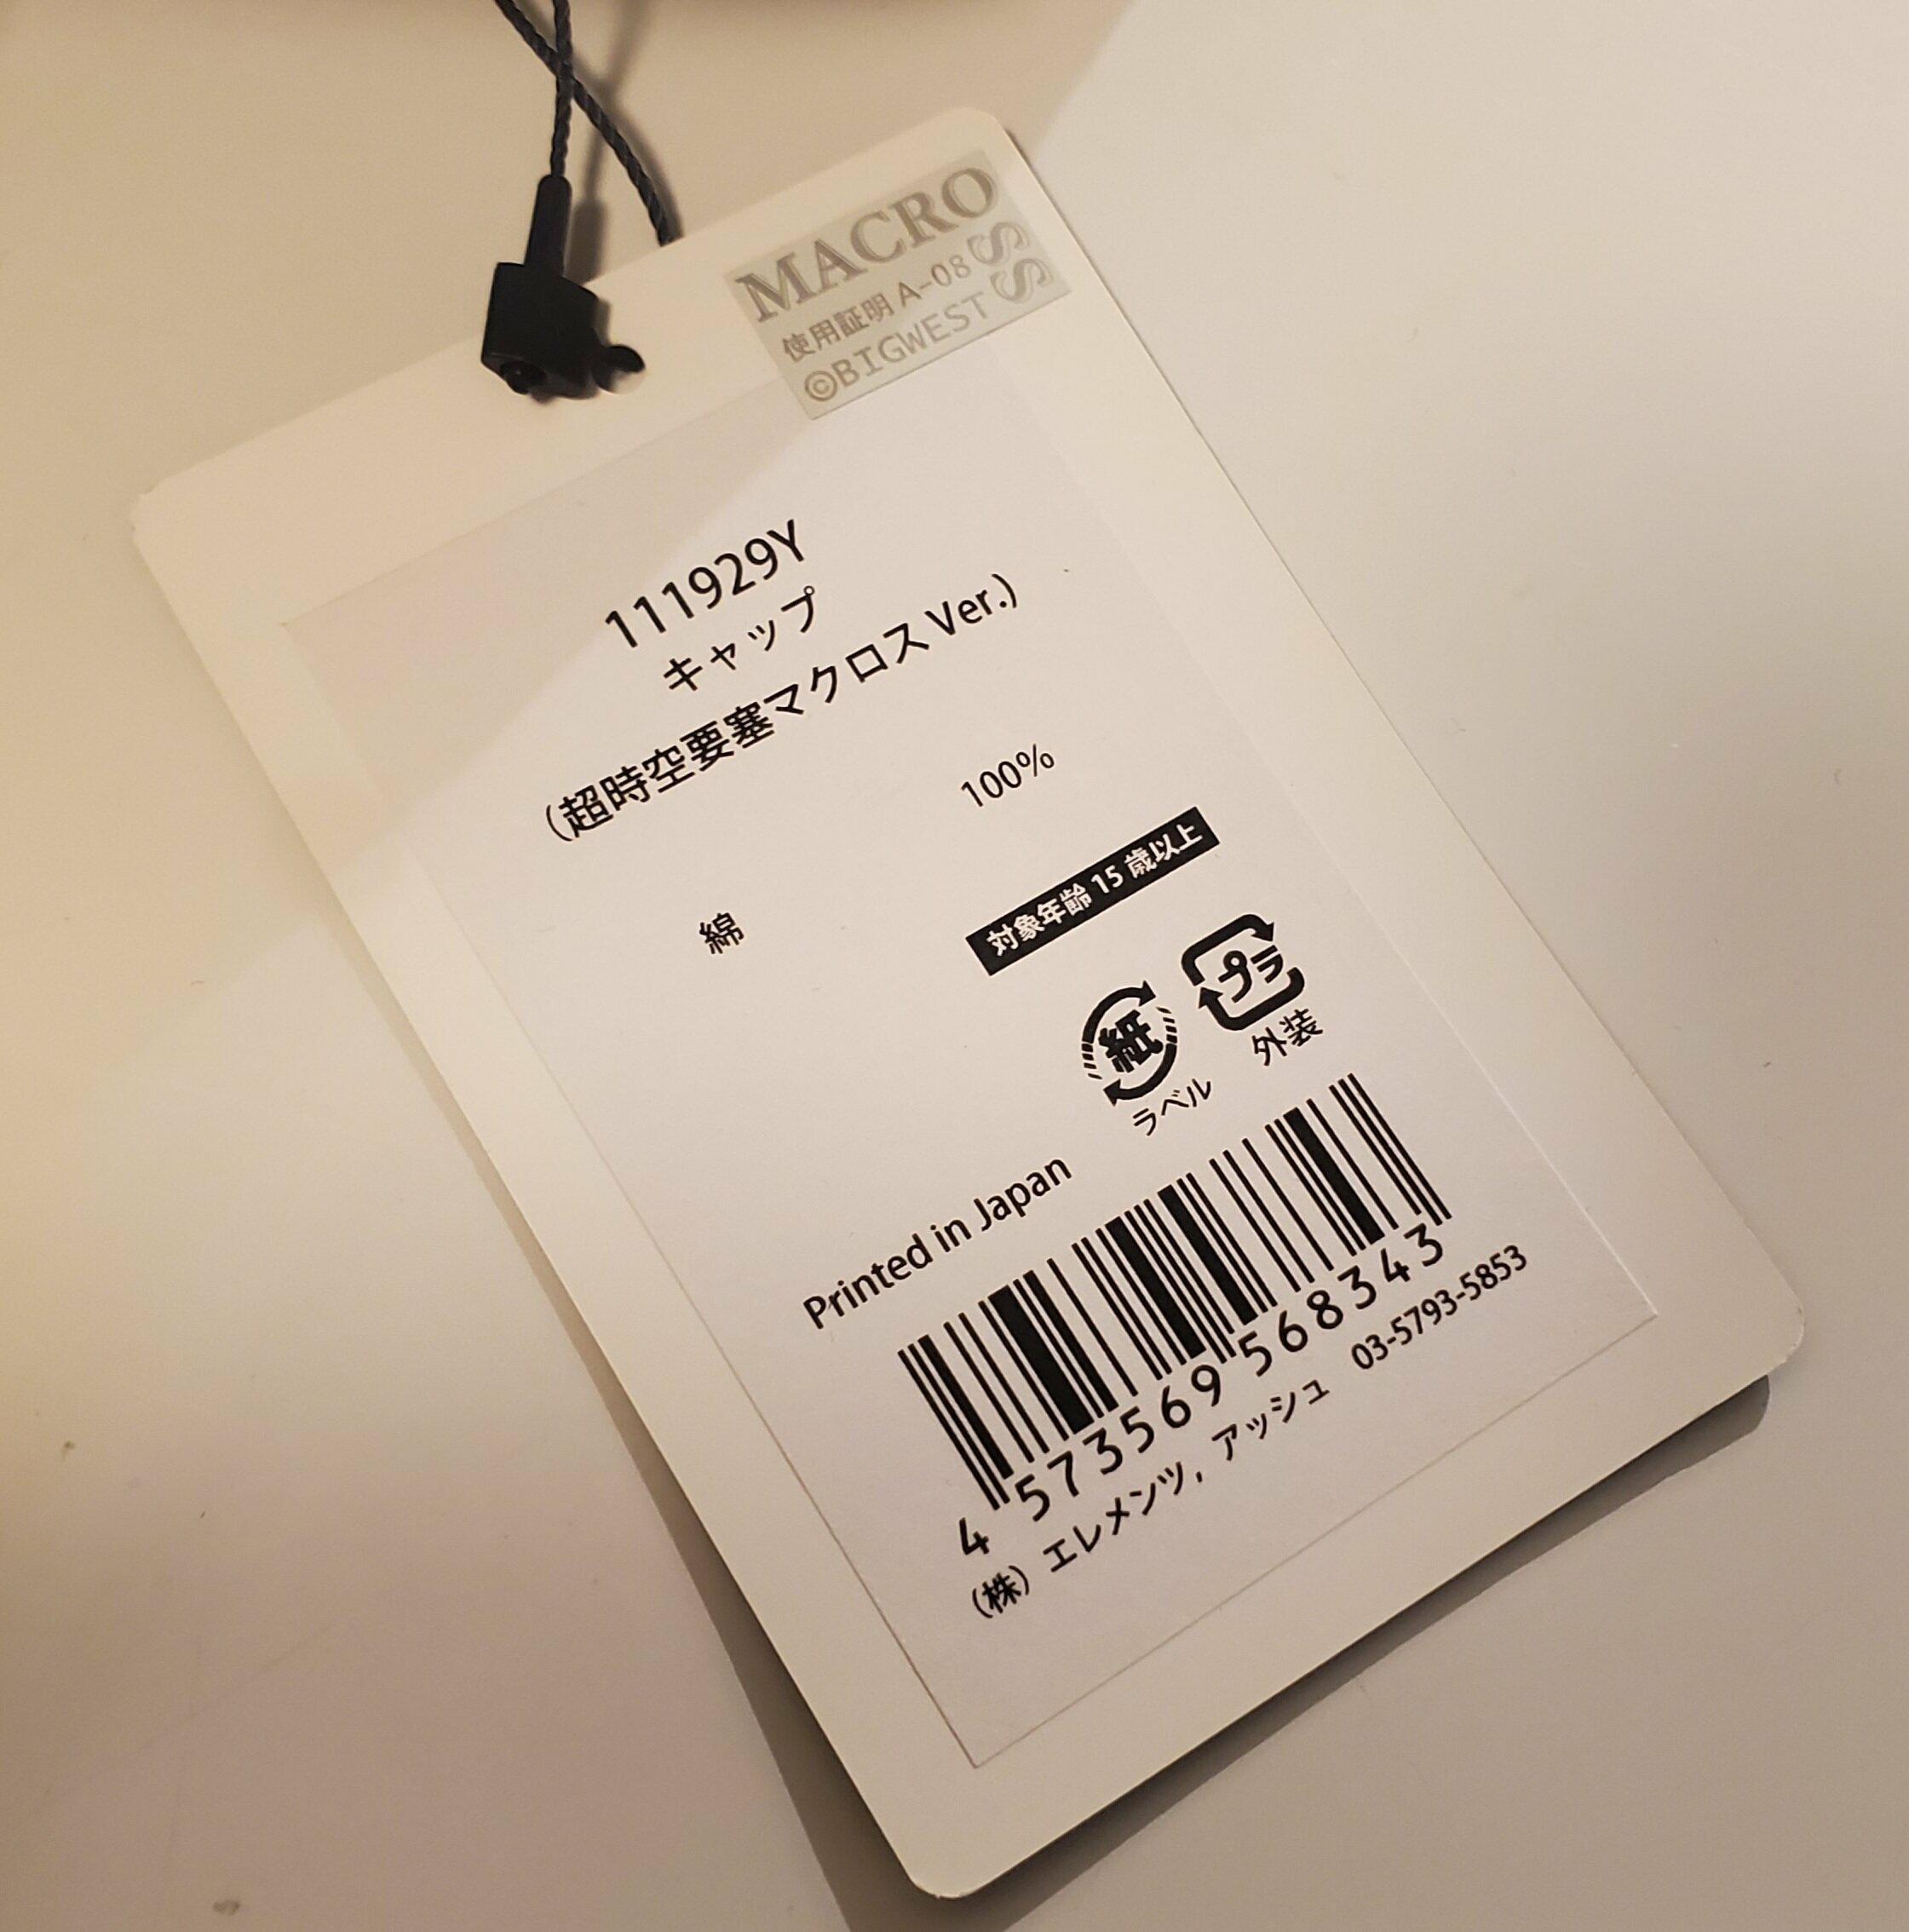 MACROSS
使用証明 A-08
©BIGWEST
111929Y
キャップ
(超時空要塞マクロス Ver.)
綿 100%
対象年齢 15 歳以上
紙 プラ
ラベル 外装
Printed in Japan
4 573569 568343
(株) エレメンツ, アッシュ 03-5793-5853